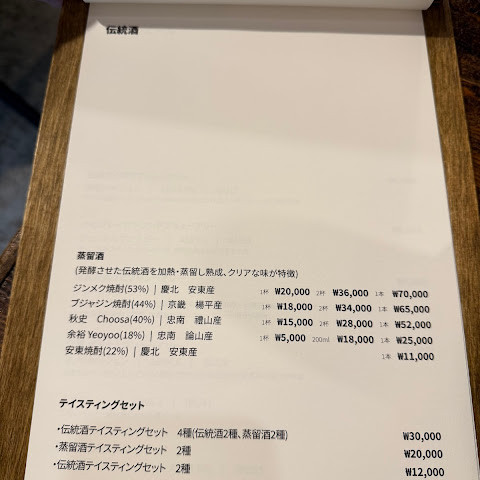 伝統酒
蒸留酒
(発酵させた伝統酒を加熱・蒸留し熟成、クリアな味が特徴)
ジンメク焼酎(53%) | 慶北 安東産 1杯 ₩20,000 2杯 ₩36,000 1本 ₩70,000
ブジャジン焼酎(44%) | 京畿 楊平産 1杯 ₩18,000 2杯 ₩34,000 1本 ₩65,000
秋史 Choosa(40%) | 忠南 禮山産 1杯 ₩15,000 2杯 ₩28,000 1本 ₩52,000
余裕 Yeoyoo(18%) | 忠南 論山産 1杯 ₩5,000 200ml ₩18,000 1本 ₩25,000
安東焼酎(22%) | 慶北 安東産 1本 ₩11,000
テイスティングセット
・伝統酒テイスティングセット 4種(伝統酒2種、蒸留酒2種) ₩30,000
・蒸留酒テイスティングセット 2種 ₩20,000
・伝統酒テイスティングセット 2種 ₩12,000